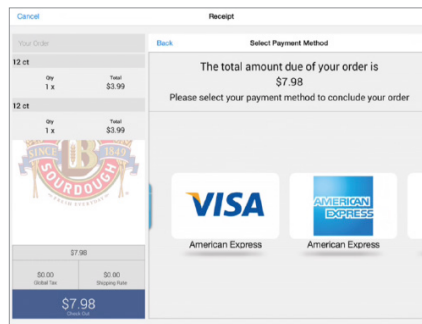 Cancel
Receipt
Your Order
12 ct
Qty
Total
1 x
$3.99
12 ct
Qty
Total
1 x
$3.99
SINCE
B
1849
SOURDOUGH
$7.98
$0.00
Global Tax
$0.00
Shipping Rate
$7.98
Check Out
Back
Select Payment Method
The total amount due of your order is
$7.98
Please select your payment method to conclude your order
VISA
American Express
AMERICAN
EXPRESS
American Express